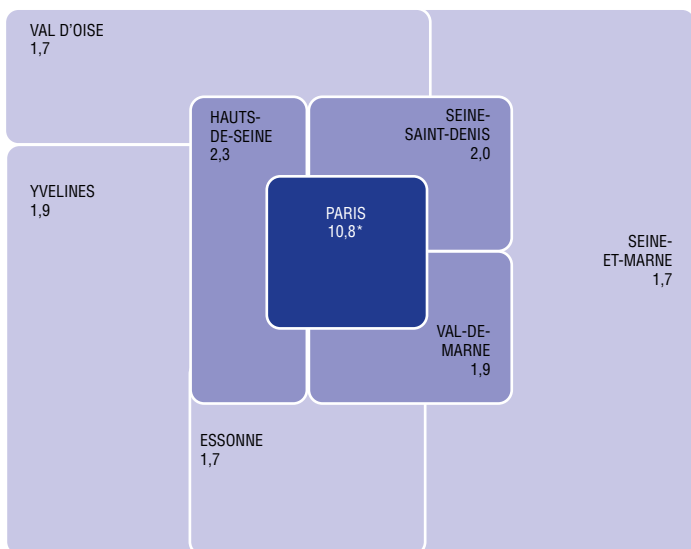 VAL D'OISE
1,7
HAUTS-
DE-SEINE
2,3
SEINE-
SAINT-DENIS
2,0
YVELINES
1,9
PARIS
10,8*
SEINE-
ET-MARNE
1,7
VAL-DE-
MARNE
1,9
ESSONNE
1,7